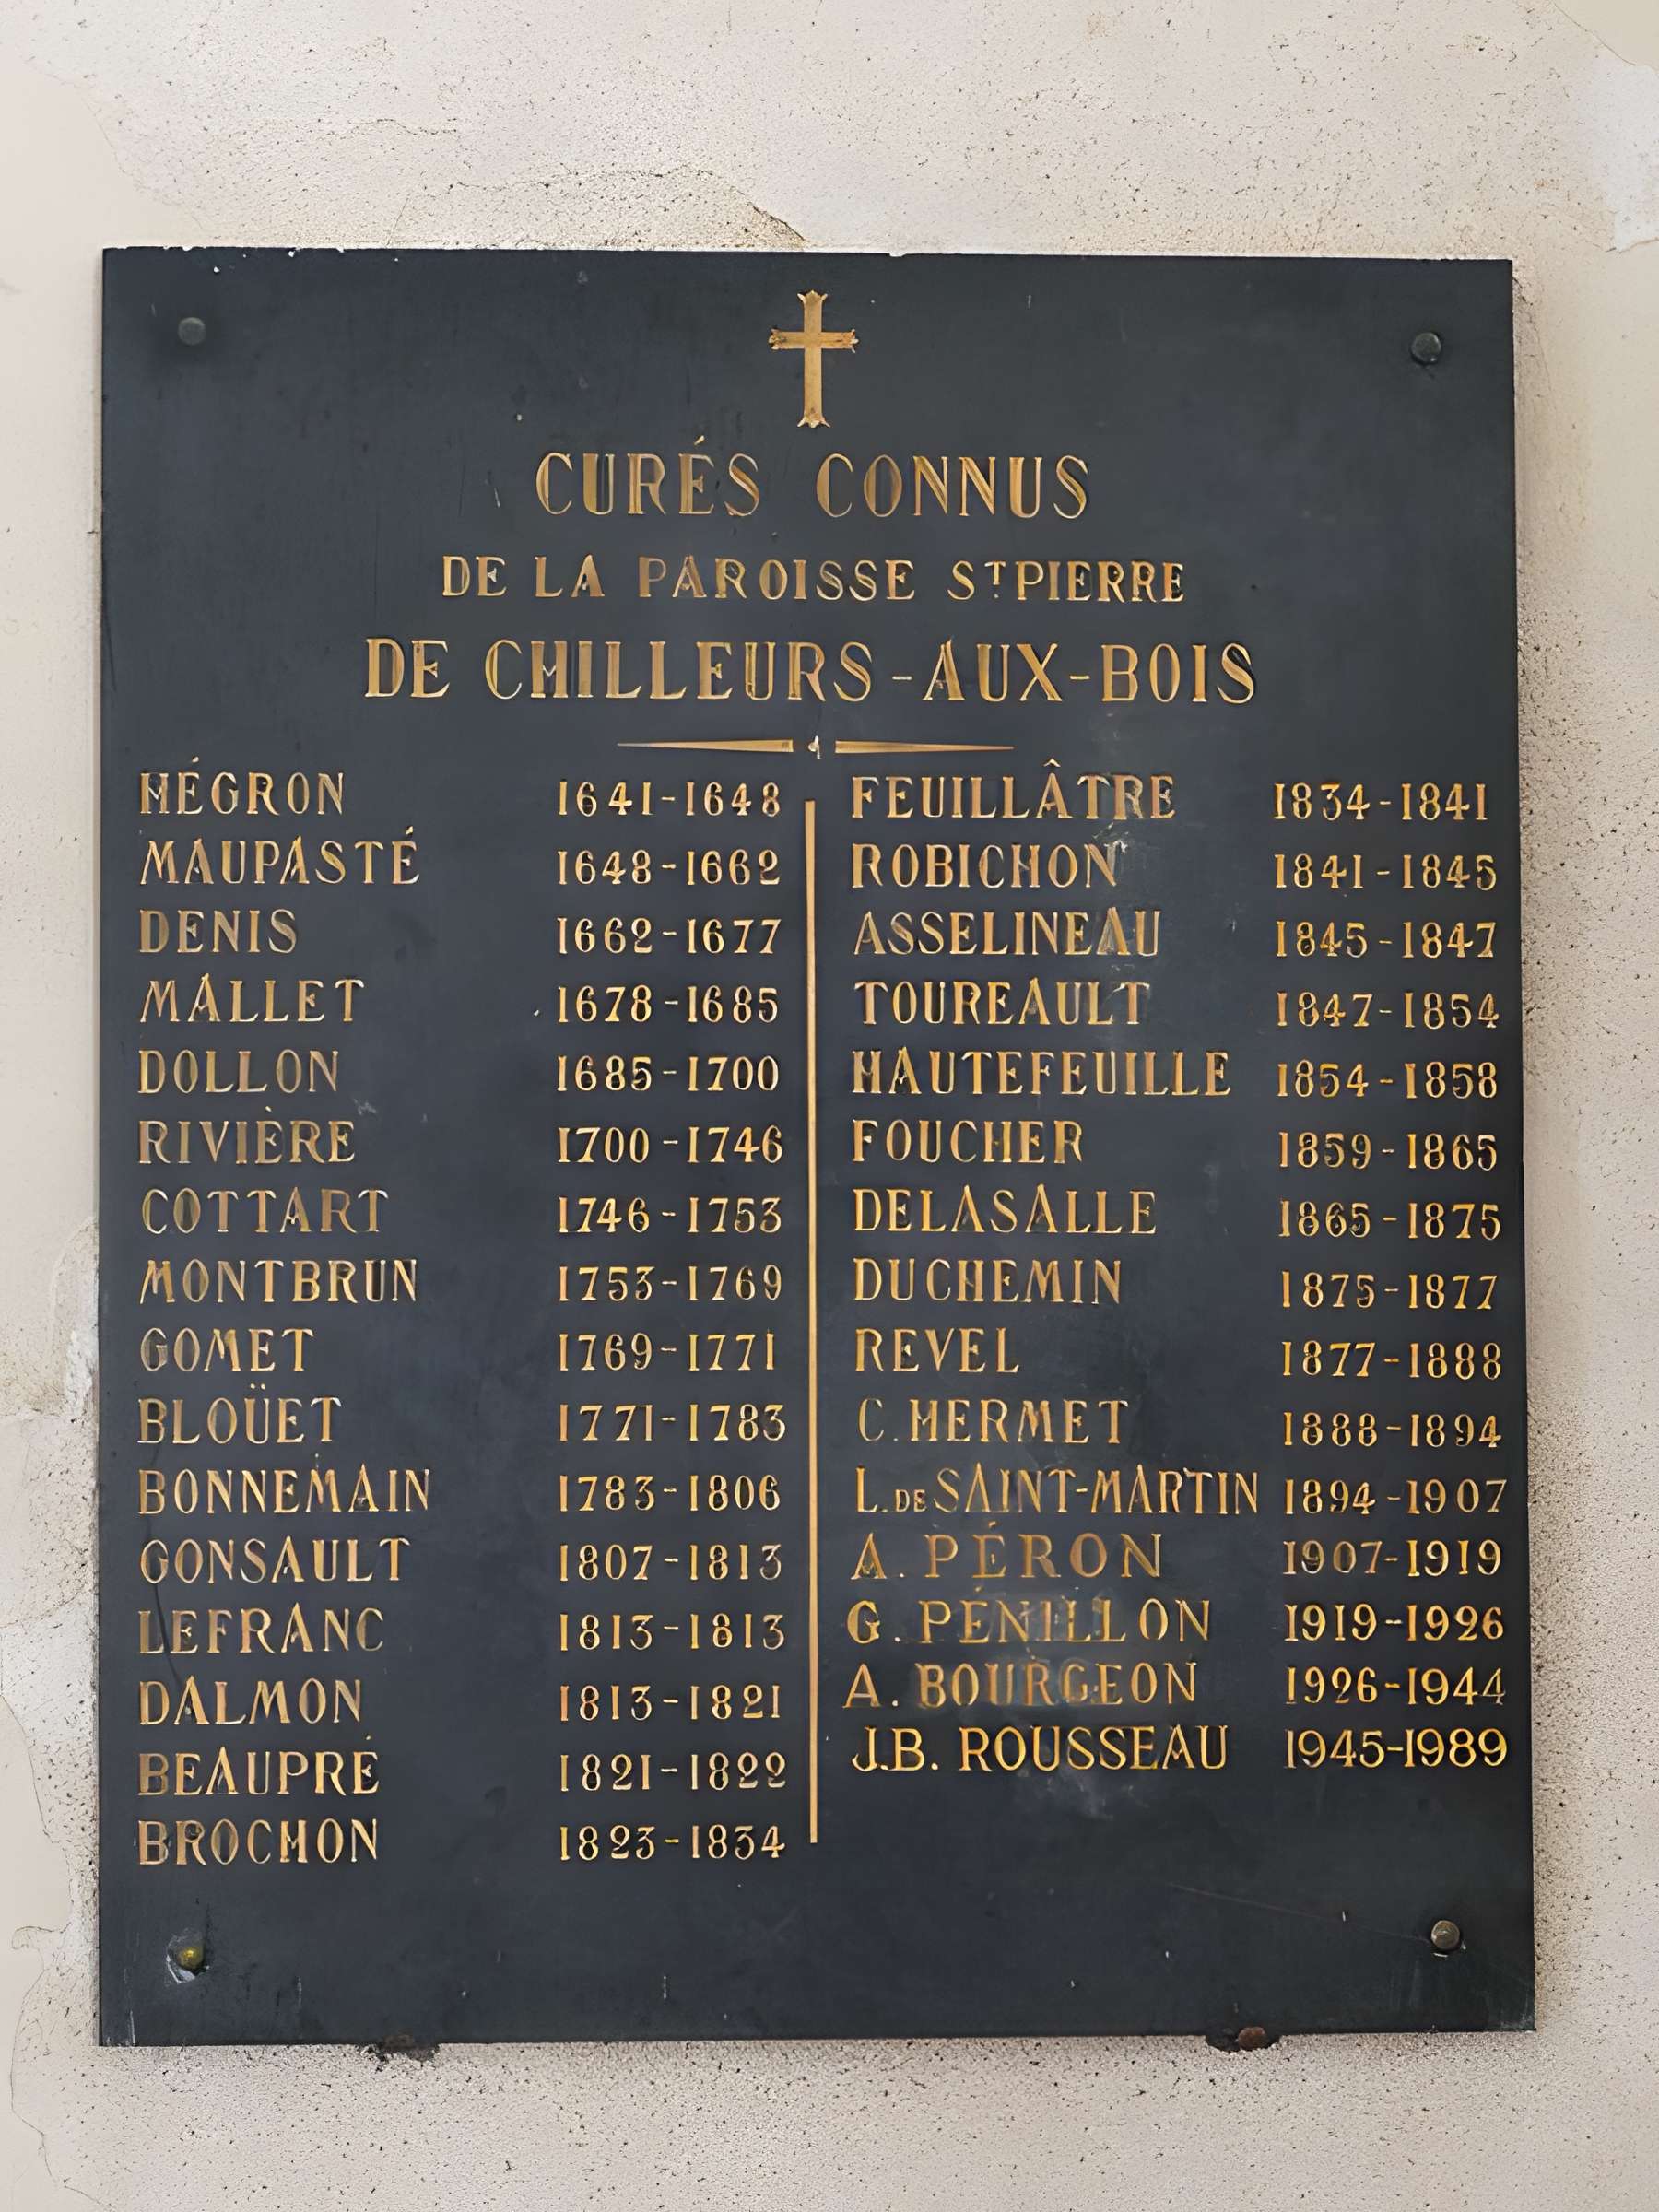 CURÉS CONNUS
DE LA PAROISSE ST PIERRE
DE CHILLEURS-AUX-BOIS
HÉGRON 1641-1648
MAUPASTÉ 1648-1662
DENIS 1662-1677
MALLET 1678-1685
DOLLON 1685-1700
RIVIÈRE 1700-1746
COTTART 1746-1753
MONTBRUN 1753-1769
GOMET 1769-1771
BLOÜET 1771-1783
BONNEMAIN 1783-1806
GONSAULT 1807-1813
LEFRANC 1813-1813
DALMON 1813-1821
BEAUPRÉ 1821-1822
BROCHON 1823-1834
FEUILLÂTRE 1834-1841
ROBICHON 1841-1845
ASSELINEAU 1845-1847
TOUREAULT 1847-1854
HAUTEFEUILLE 1854-1858
FOUCHER 1859-1865
DELASALLE 1865-1875
DUCHEMIN 1875-1877
REVEL 1877-1888
C. HERMET 1888-1894
L. DE SAINT-MARTIN 1894-1907
A. PÉRON 1907-1919
G. PÉNILLON 1919-1926
A. BOURGEON 1926-1944
J.B. ROUSSEAU 1945-1989